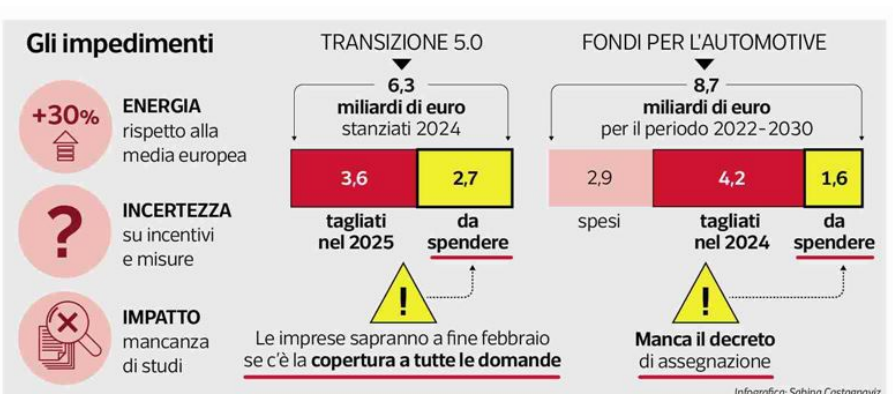 Gli impedimenti
+30%
ENERGIA
rispetto alla
media europea
?
INCERTEZZA
su incentivi
e misure
IMPATTO
mancanza
di studi
TRANSIZIONE 5.0
6,3
miliardi di euro
stanziati 2024
3,6
2,7
tagliati
nel 2025
da
spendere
!
Le imprese sapranno a fine febbraio
se c'è la copertura a tutte le domande
FONDI PER L'AUTOMOTIVE
8,7
miliardi di euro
per il periodo 2022-2030
2,9
4,2
1,6
spesi
tagliati
nel 2024
da
spendere
!
Manca il decreto
di assegnazione
Infografica: Sabina Castagnaviz